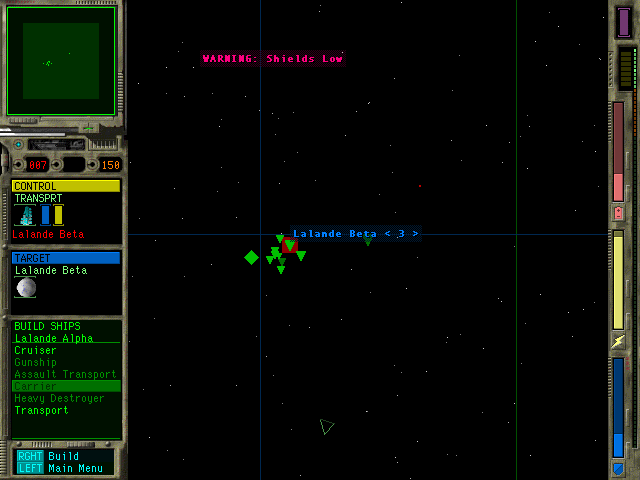 WARNING: Shields Low
007 150
CONTROL
TRANSPRT
Lalande Beta
Lalande Beta < 3 >
TARGET
Lalande Beta
BUILD SHIPS
Lalande Alpha
Cruiser
Gunship
Assault Transport
Carrier
Heavy Destroyer
Transport
RGHT Build
LEFT Main Menu